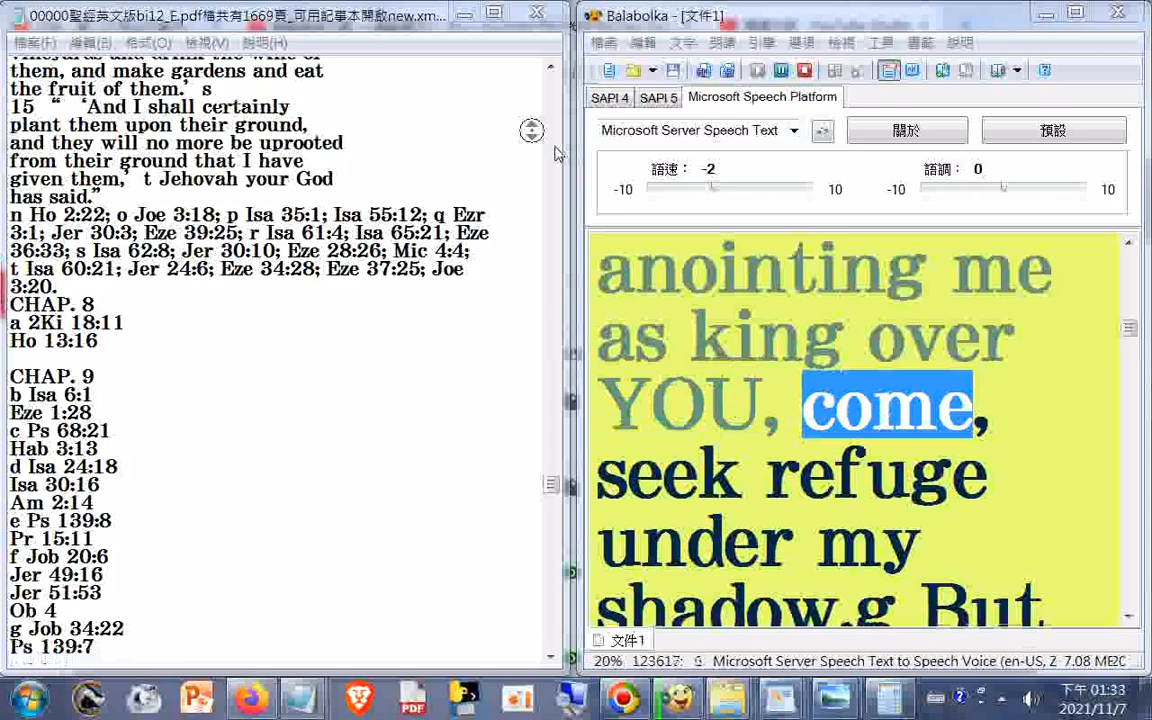 00000聖經英文版bi12_E.pdf檔共有1669頁_可用記事本開啟new.xm...
檔案(F) 編輯(E) 格式(O) 檢視(V) 說明(H)
vineyards and drink the wine of
them, and make gardens and eat
the fruit of them.’ s
15 “ ‘And I shall certainly
plant them upon their ground,
and they will no more be uprooted
from their ground that I have
given them,’ t Jehovah your God
has said.”
n Ho 2:22; o Joe 3:18; p Isa 35:1; Isa 55:12; q Ezr
3:1; Jer 30:3; Eze 39:25; r Isa 61:4; Isa 65:21; Eze
36:33; s Isa 62:8; Jer 30:10; Eze 28:26; Mic 4:4;
t Isa 60:21; Jer 24:6; Eze 34:28; Eze 37:25; Joe
3:20.
CHAP. 8
a 2Ki 18:11
Ho 13:16
CHAP. 9
b Isa 6:1
Eze 1:28
c Ps 68:21
Hab 3:13
d Isa 24:18
Isa 30:16
Am 2:14
e Ps 139:8
Pr 15:11
f Job 20:6
Jer 49:16
Jer 51:53
Ob 4
g Job 34:22
Ps 139:7
Balabolka - [文件1]
檔案 編輯 文字 朗讀 引擎 選項 檢視 工具 書籤 說明
SAPI 4 SAPI 5 Microsoft Speech Platform
Microsoft Server Speech Text 關於 預設
語速： -2 語調： 0
-10 10 -10 10
anointing me
as king over
YOU, come,
seek refuge
under my
shadow.g But
文件1
20% 123617: Microsoft Server Speech Text to Speech Voice (en-US, Z 7.08 ME
PDF
下午 01:33
2021/11/7